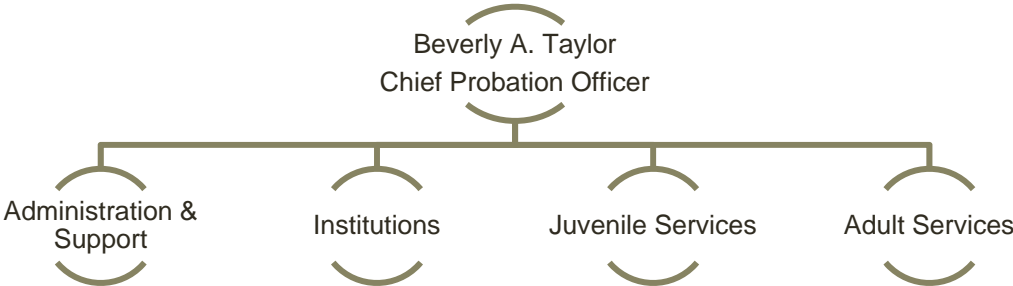 Beverly A. Taylor
Chief Probation Officer
Administration &
Support
Institutions
Juvenile Services
Adult Services